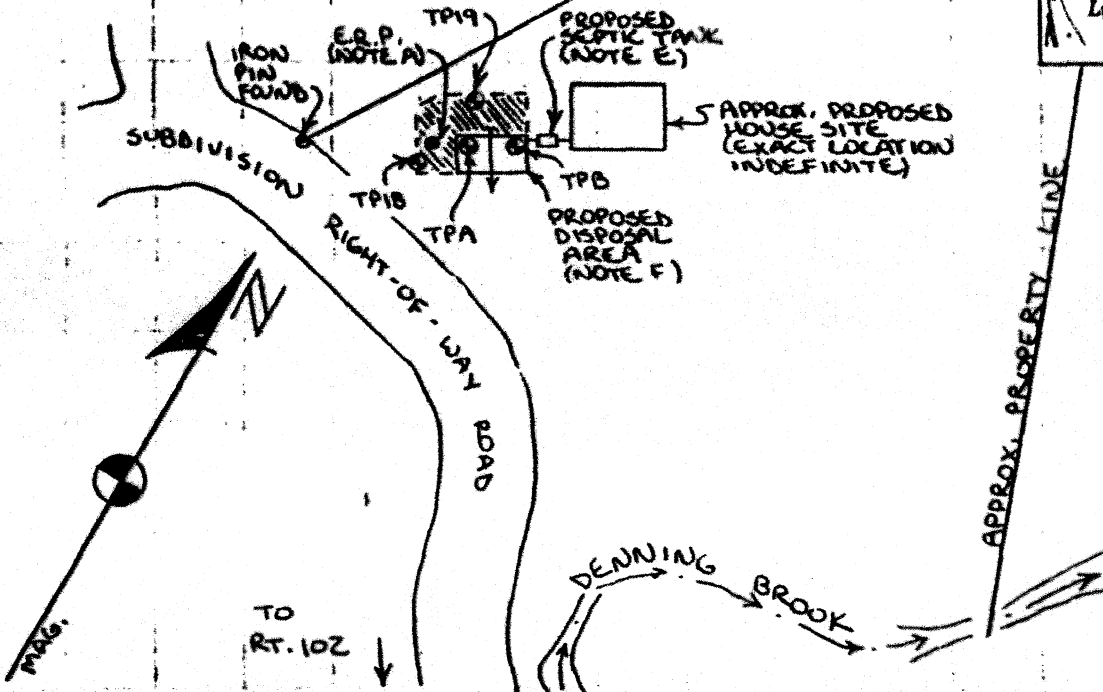 TP19
PROPOSED
SEPTIC TANK
(NOTE E)
E.R.P.
(NOTE A)
IRON
PIN
FOUND
APPROX. PROPOSED
HOUSE SITE
(EXACT LOCATION
INDEFINITE)
SUBDIVISION
RIGHT-OF-WAY
ROAD
TP18
TPA
TPB
PROPOSED
DISPOSAL
AREA
(NOTE F)
APPROX. PROPERTY LINE
N
MAG.
TO
RT. 102
DENNING
BROOK